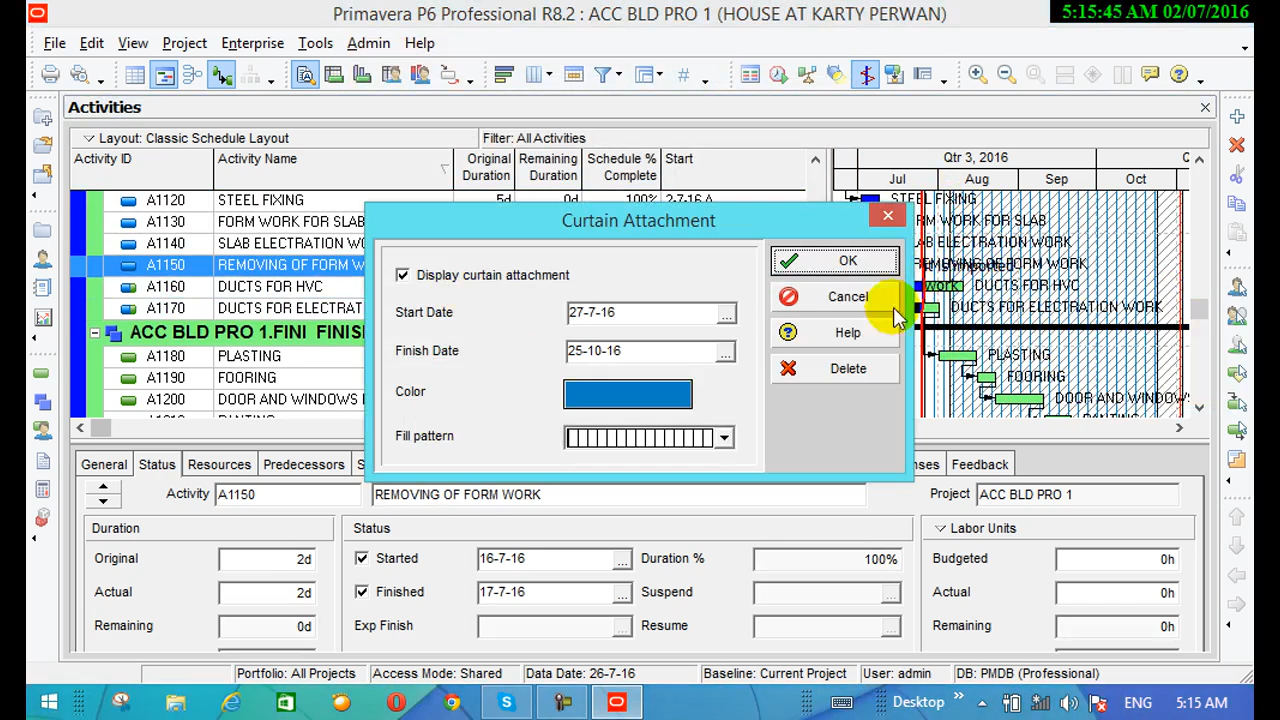 Primavera P6 Professional R8.2 : ACC BLD PRO 1 (HOUSE AT KARTY PERWAN)
5:15:45 AM 02/07/2016
File Edit View Project Enterprise Tools Admin Help
Activities
Layout: Classic Schedule Layout Filter: All Activities
Activity ID Activity Name Original Duration Remaining Duration Schedule % Complete Start Qtr 3, 2016
Jul Aug Sep Oct
A1120 STEEL FIXING 5d 0d 100% 2-7-16 A STEEL FIXING
A1130 FORM WORK FOR SLAB FORM WORK FOR SLAB
A1140 SLAB ELECTRATION WO SLAB ELECTRATION WORK
A1150 REMOVING OF FORM W REMOVING OF FORM WORK
A1160 DUCTS FOR HVC work DUCTS FOR HVC
A1170 DUCTS FOR ELECTRA DUCTS FOR ELECTRATION WORK
ACC BLD PRO 1.FINI FINISH
A1180 PLASTING PLASTING
A1190 FOORING FOORING
A1200 DOOR AND WINDOWS DOOR AND WINDOWS
Curtain Attachment
Display curtain attachment
Start Date 27-7-16
Finish Date 25-10-16
Color
Fill pattern
OK
Cancel
Help
Delete
General Status Resources Predecessors S enses Feedback
Activity A1150 REMOVING OF FORM WORK Project ACC BLD PRO 1
Duration Status Labor Units
Original 2d Started 16-7-16 Duration % 100% Budgeted 0h
Actual 2d Finished 17-7-16 Suspend Actual 0h
Remaining 0d Exp Finish Resume Remaining 0h
Portfolio: All Projects Access Mode: Shared Data Date: 26-7-16 Baseline: Current Project User: admin DB: PMDB (Professional)
Desktop ENG 5:15 AM